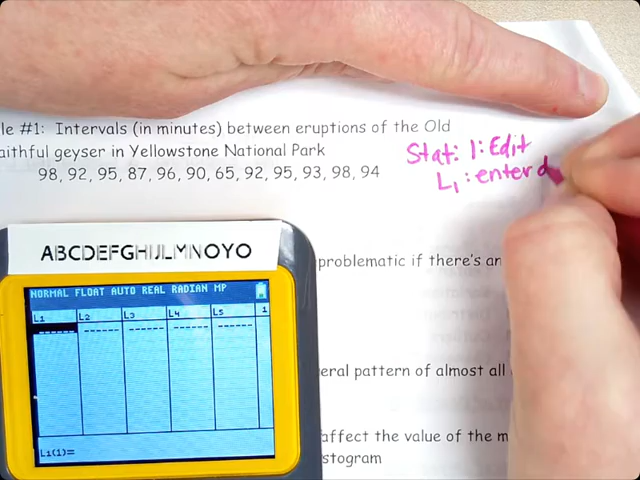 le #1: Intervals (in minutes) between eruptions of the Old
aithful geyser in Yellowstone National Park
98, 92, 95, 87, 96, 90, 65, 92, 95, 93, 98, 94
Stat: 1: Edit
L1: enter d
ABCDEFGHIJLMNOYO
problematic if there's an
NORMAL FLOAT AUTO REAL RADIAN MP
L1 L2 L3 L4 L5 1
------ ------ ------ ------ ------
L1(1)=
eral pattern of almost all
affect the value of the m
stogram